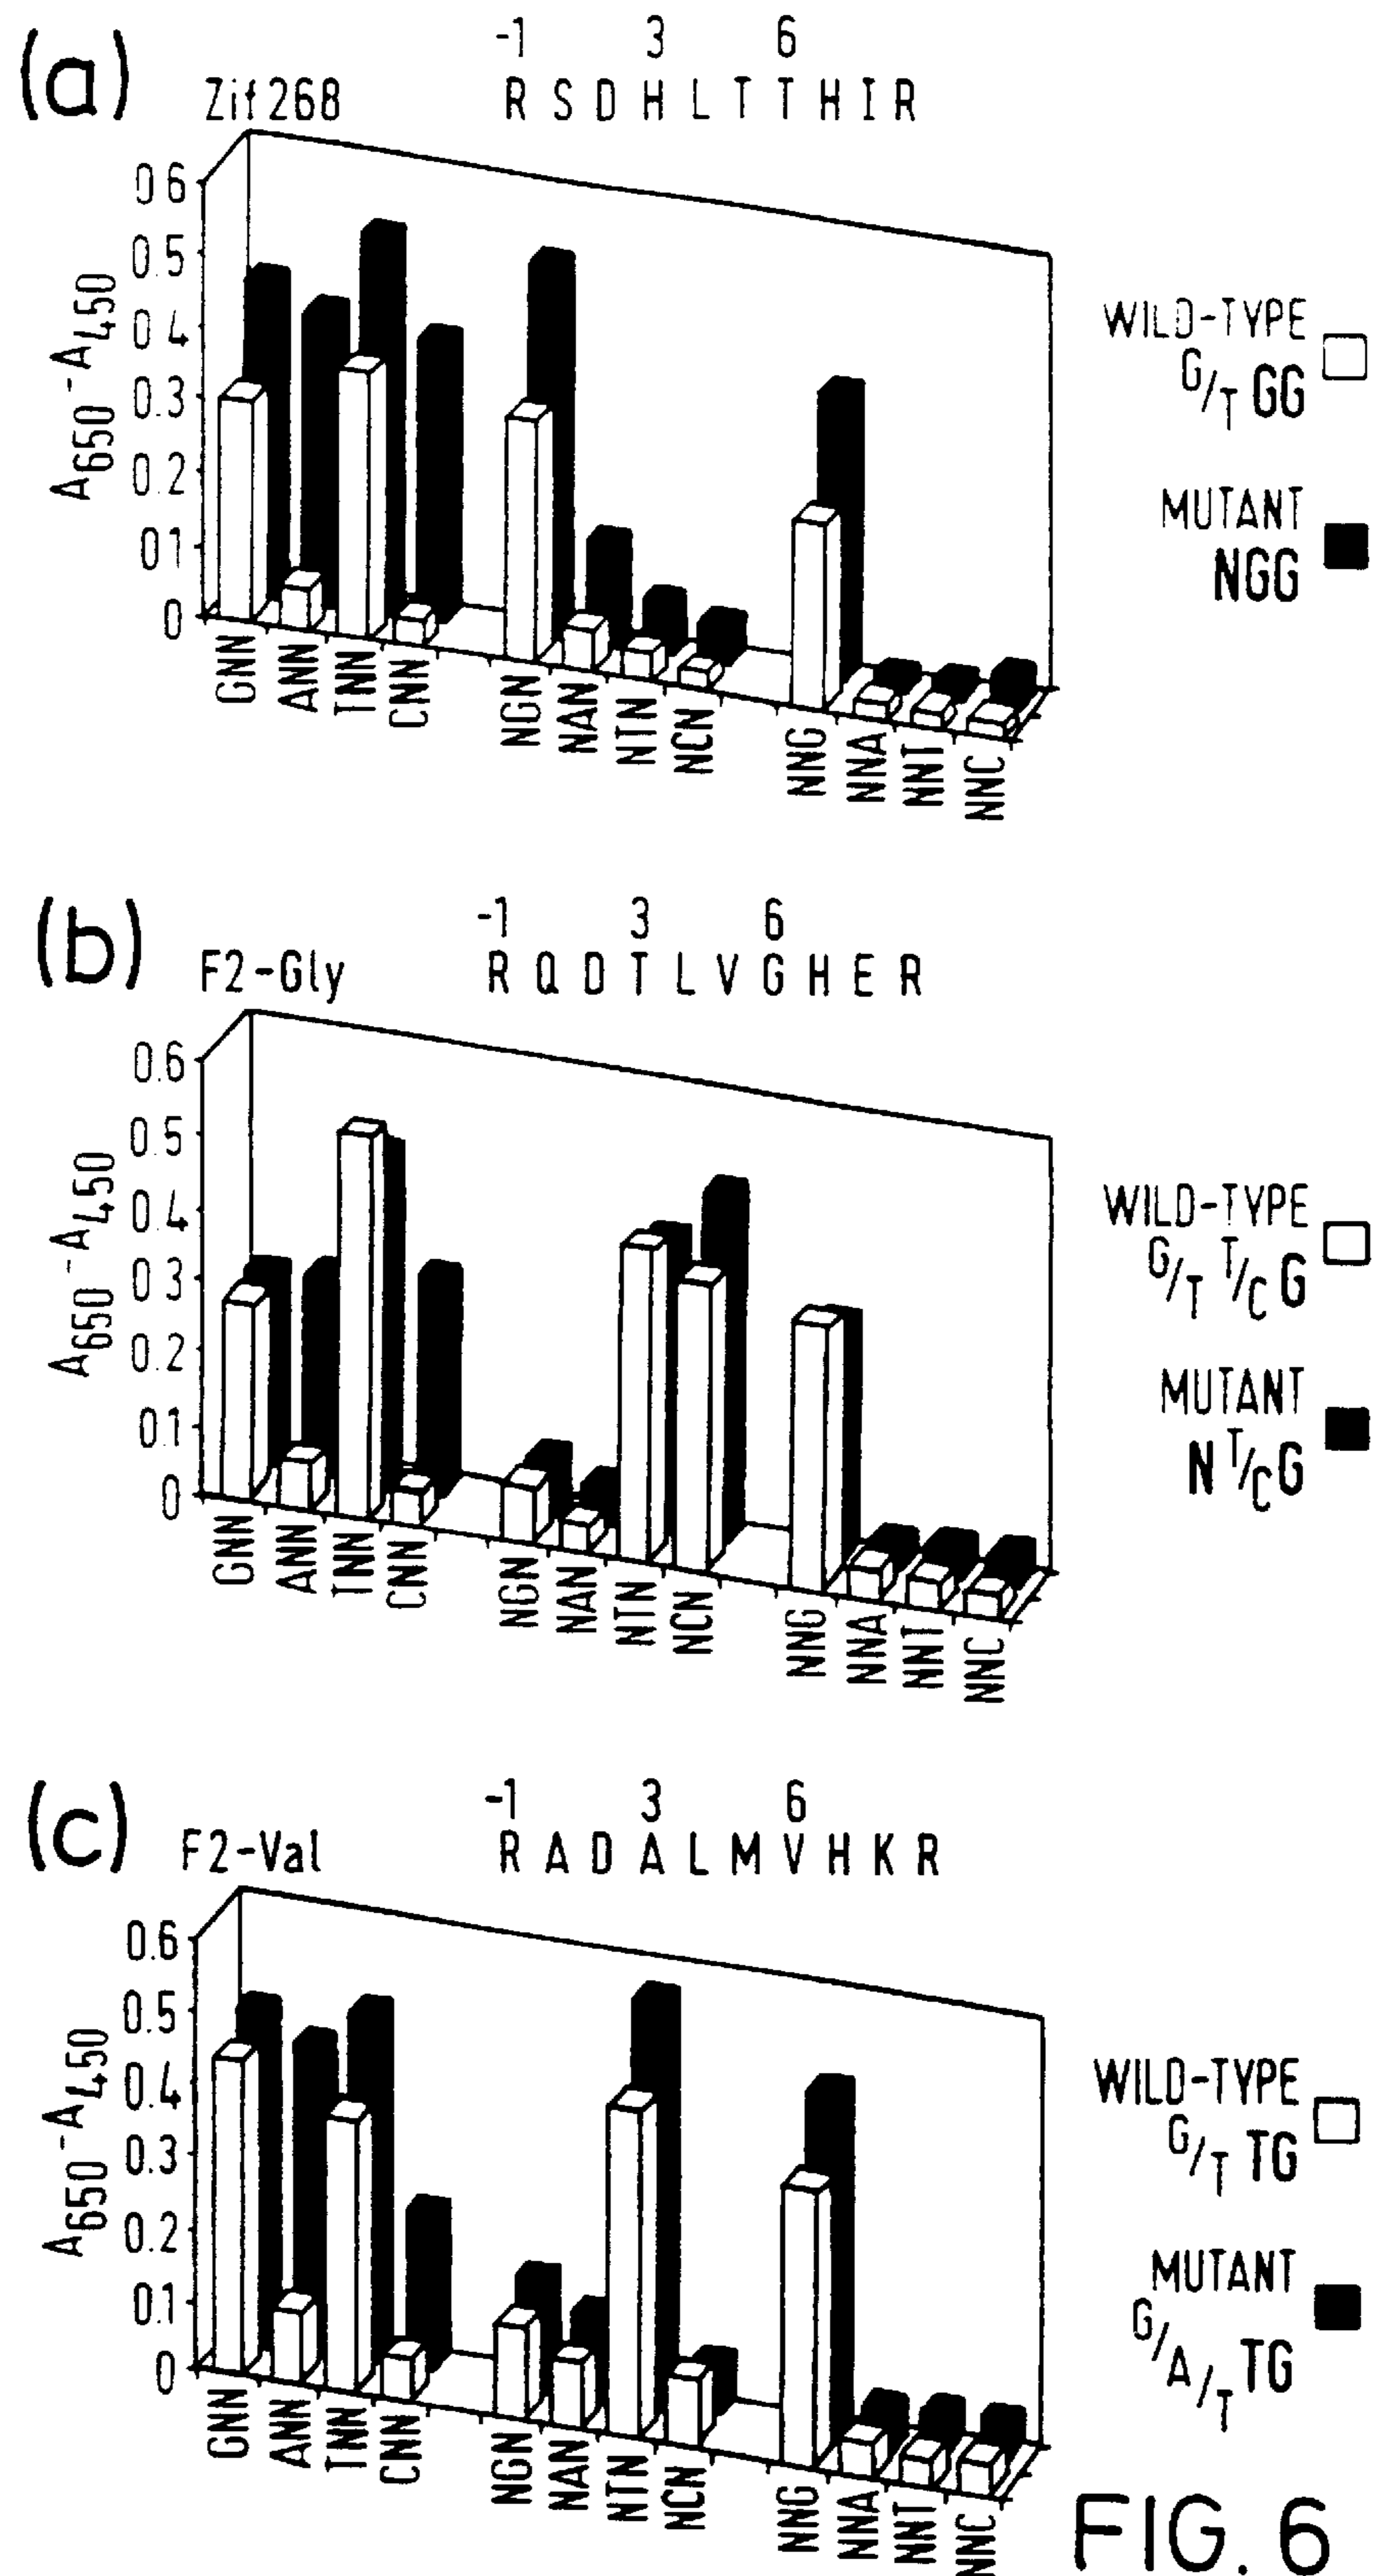 (a)
Zif268
-1 3 6
R S D H L T T H I R
0 6
0.5
0 4
0.3
0.2
0 1
0
A650-A450
GNN ANN TNN CNN NGN NAN NTN NCN NNG NNA NNT NNC
WILD-TYPE
G/T GG
MUTANT
NGG
(b)
F2-Gly
-1 3 6
R Q D T L V G H E R
0.6
0.5
0.4
0.3
0.2
0.1
0
A650-A450
GNN ANN TNN CNN NGN NAN NTN NCN NNG NNA NNT NNC
WILD-TYPE
G/T T/C G
MUTANT
N T/C G
(c)
F2-Val
-1 3 6
R A D A L M V H K R
0.6
0.5
0.4
0.3
0.2
0.1
0
A650-A450
GNN ANN TNN CNN NGN NAN NTN NCN NNG NNA NNT NNC
WILD-TYPE
G/T TG
MUTANT
G/A/T TG
FIG. 6